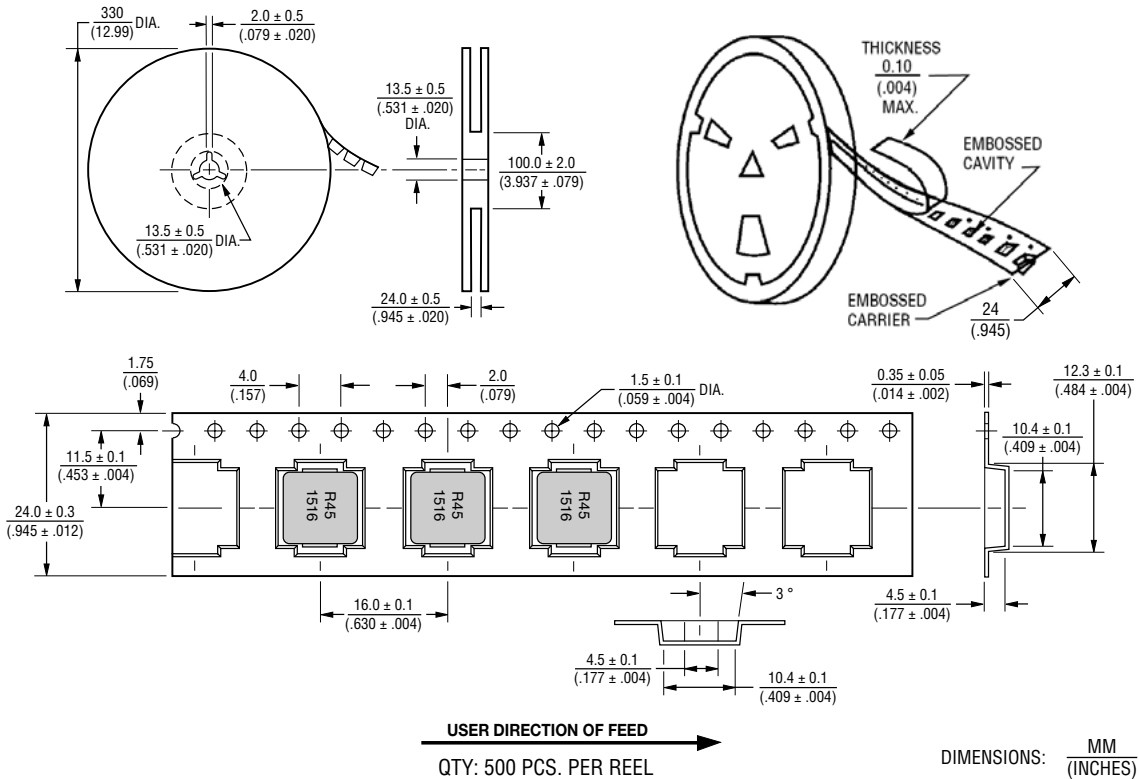 330
(12.99) DIA.
2.0 ± 0.5
(.079 ± .020)
13.5 ± 0.5
(.531 ± .020)
DIA.
100.0 ± 2.0
(3.937 ± .079)
13.5 ± 0.5
(.531 ± .020) DIA.
24.0 ± 0.5
(.945 ± .020)
THICKNESS
0.10
(.004)
MAX.
EMBOSSED
CAVITY
EMBOSSED
CARRIER
24
(.945)
1.75
(.069)
4.0
(.157)
2.0
(.079)
1.5 ± 0.1
(.059 ± .004) DIA.
0.35 ± 0.05
(.014 ± .002)
12.3 ± 0.1
(.484 ± .004)
10.4 ± 0.1
(.409 ± .004)
11.5 ± 0.1
(.453 ± .004)
24.0 ± 0.3
(.945 ± .012)
R45
1516
R45
1516
R45
1516
16.0 ± 0.1
(.630 ± .004)
3 °
4.5 ± 0.1
(.177 ± .004)
4.5 ± 0.1
(.177 ± .004)
10.4 ± 0.1
(.409 ± .004)
USER DIRECTION OF FEED
QTY: 500 PCS. PER REEL
DIMENSIONS: MM
(INCHES)